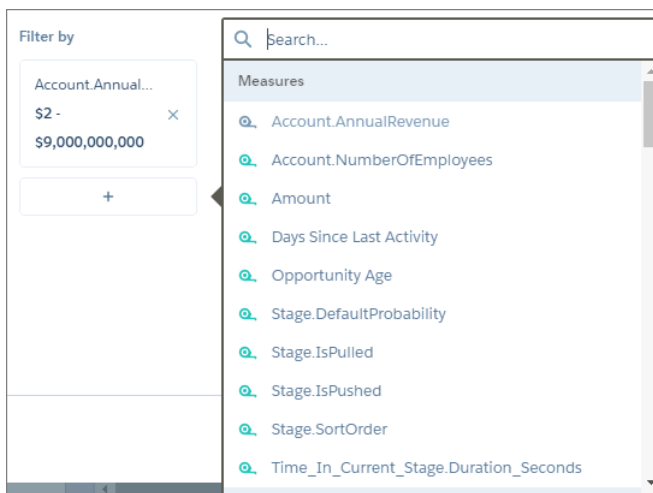 Filter by
Search...
Account.Annual...
$2 -
$9,000,000,000
+
Measures
Account.AnnualRevenue
Account.NumberOfEmployees
Amount
Days Since Last Activity
Opportunity Age
Stage.DefaultProbability
Stage.IsPulled
Stage.IsPushed
Stage.SortOrder
Time_In_Current_Stage.Duration_Seconds